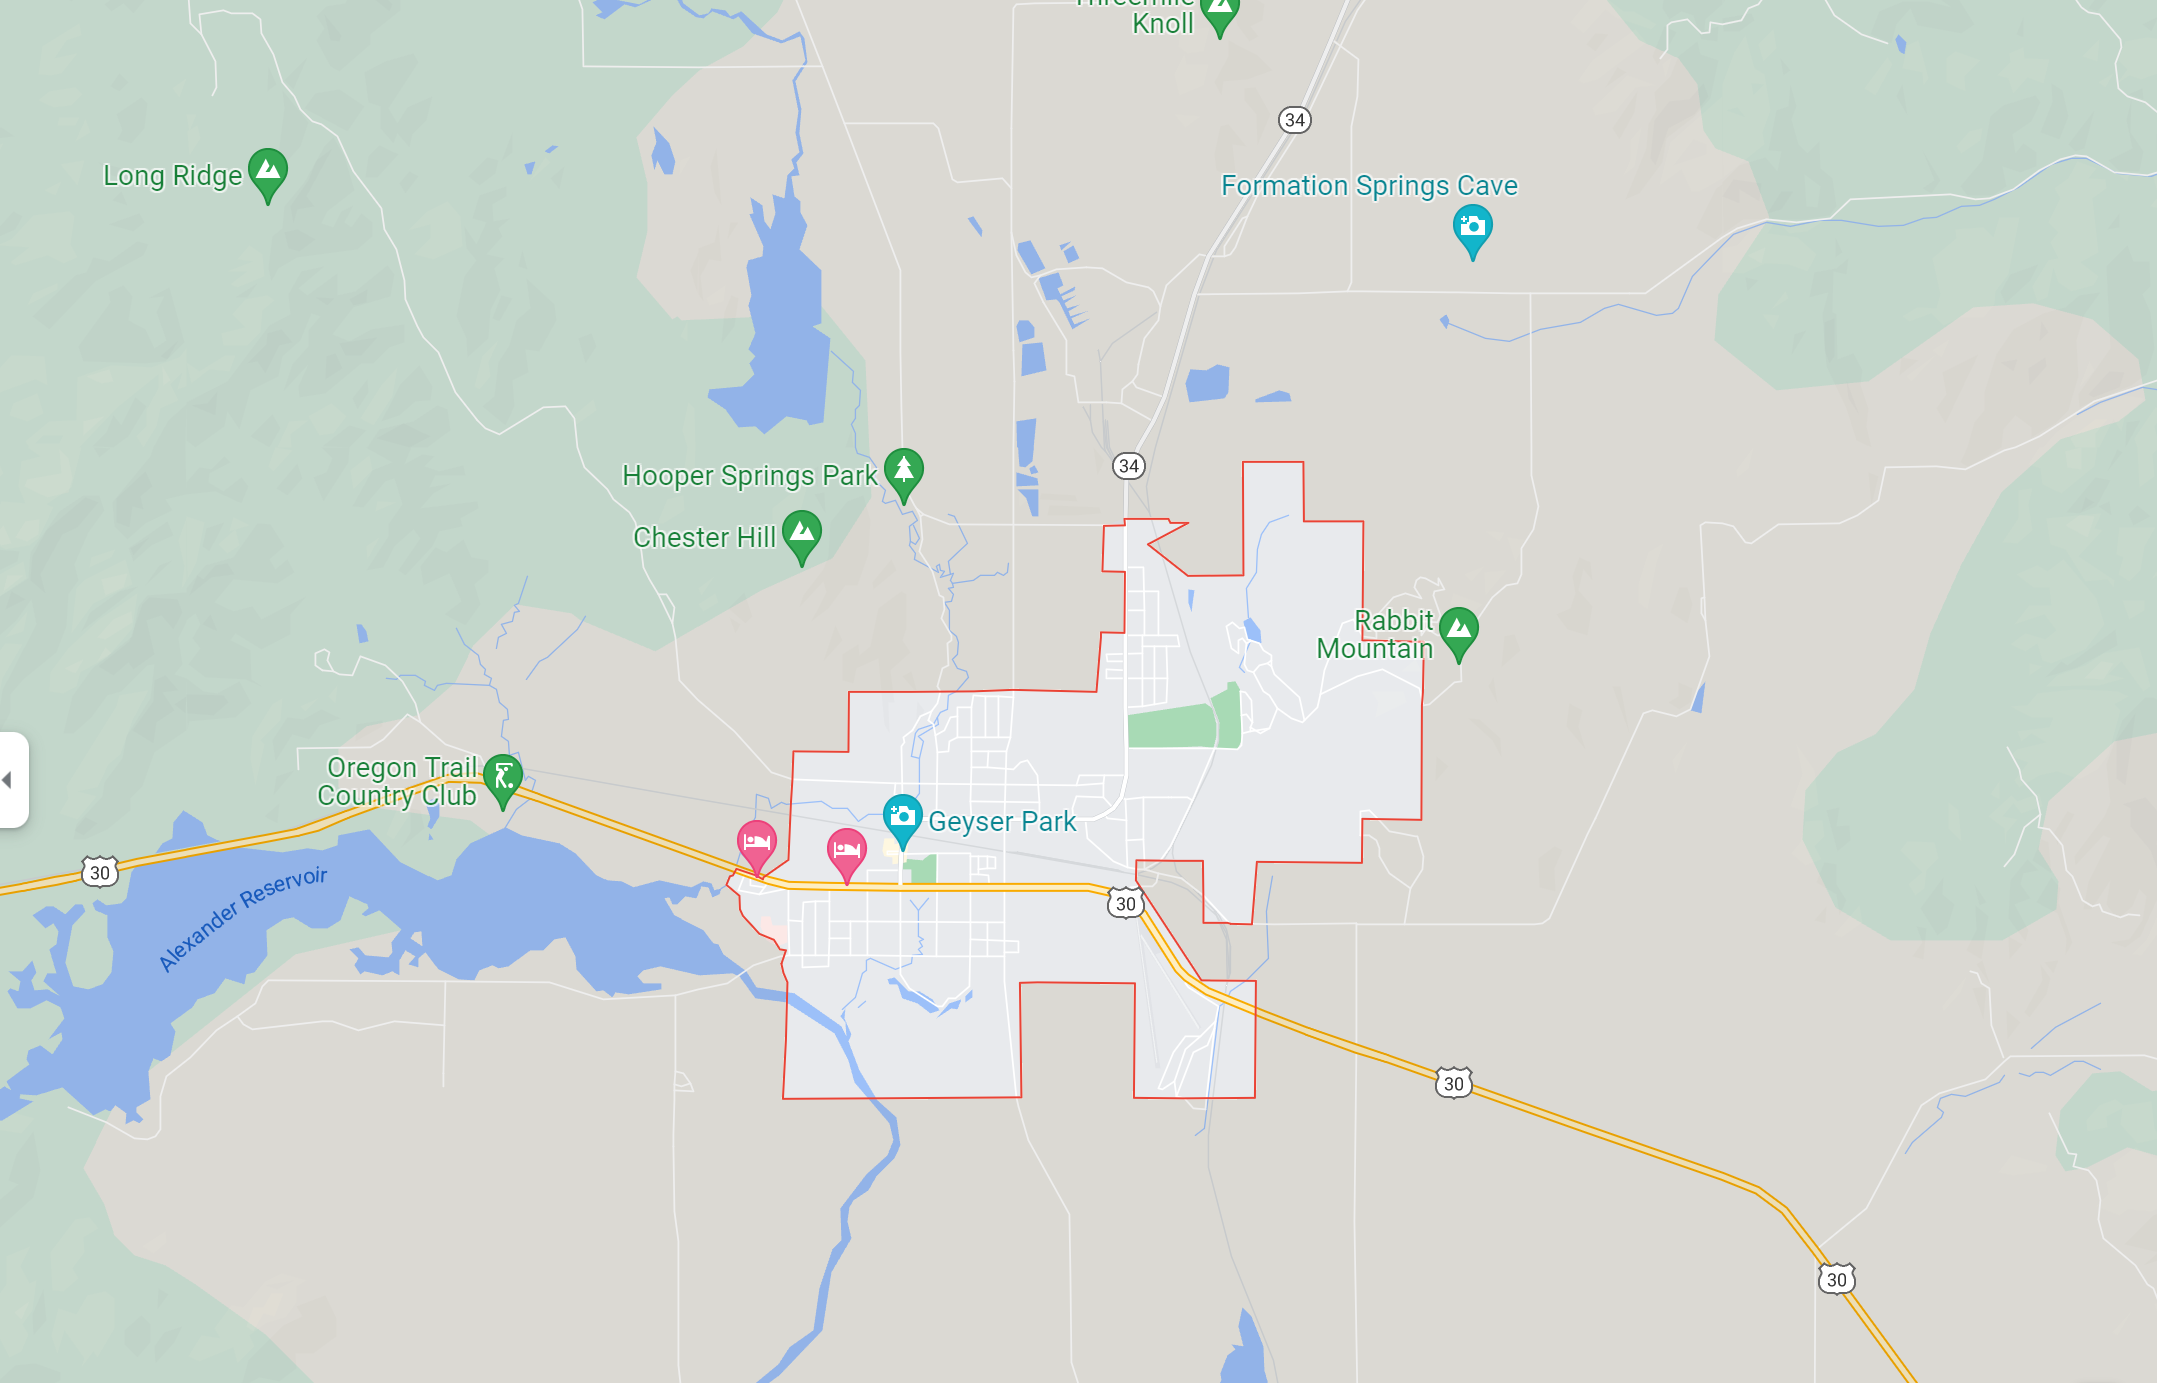 Threemile
Knoll
34
Long Ridge
Formation Springs Cave
34
Hooper Springs Park
Chester Hill
Rabbit
Mountain
Oregon Trail
Country Club
Geyser Park
30
Alexander Reservoir
30
30
30